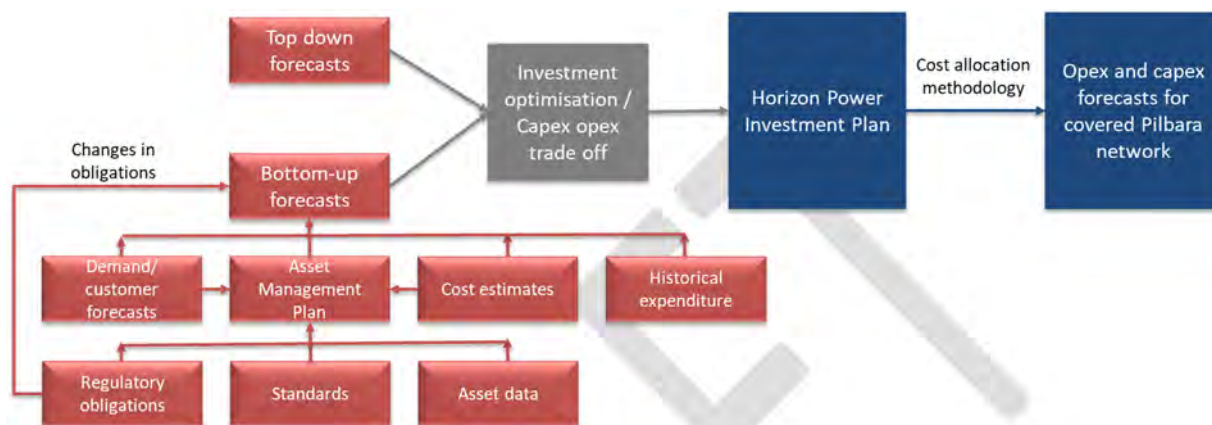 Top down
forecasts
Investment
optimisation /
Capex opex
trade off
Horizon Power
Investment Plan
Cost allocation
methodology
Opex and capex
forecasts for
covered Pilbara
network
Changes in
obligations
Bottom-up
forecasts
Demand/
customer
forecasts
Asset
Management
Plan
Cost estimates
Historical
expenditure
Regulatory
obligations
Standards
Asset data